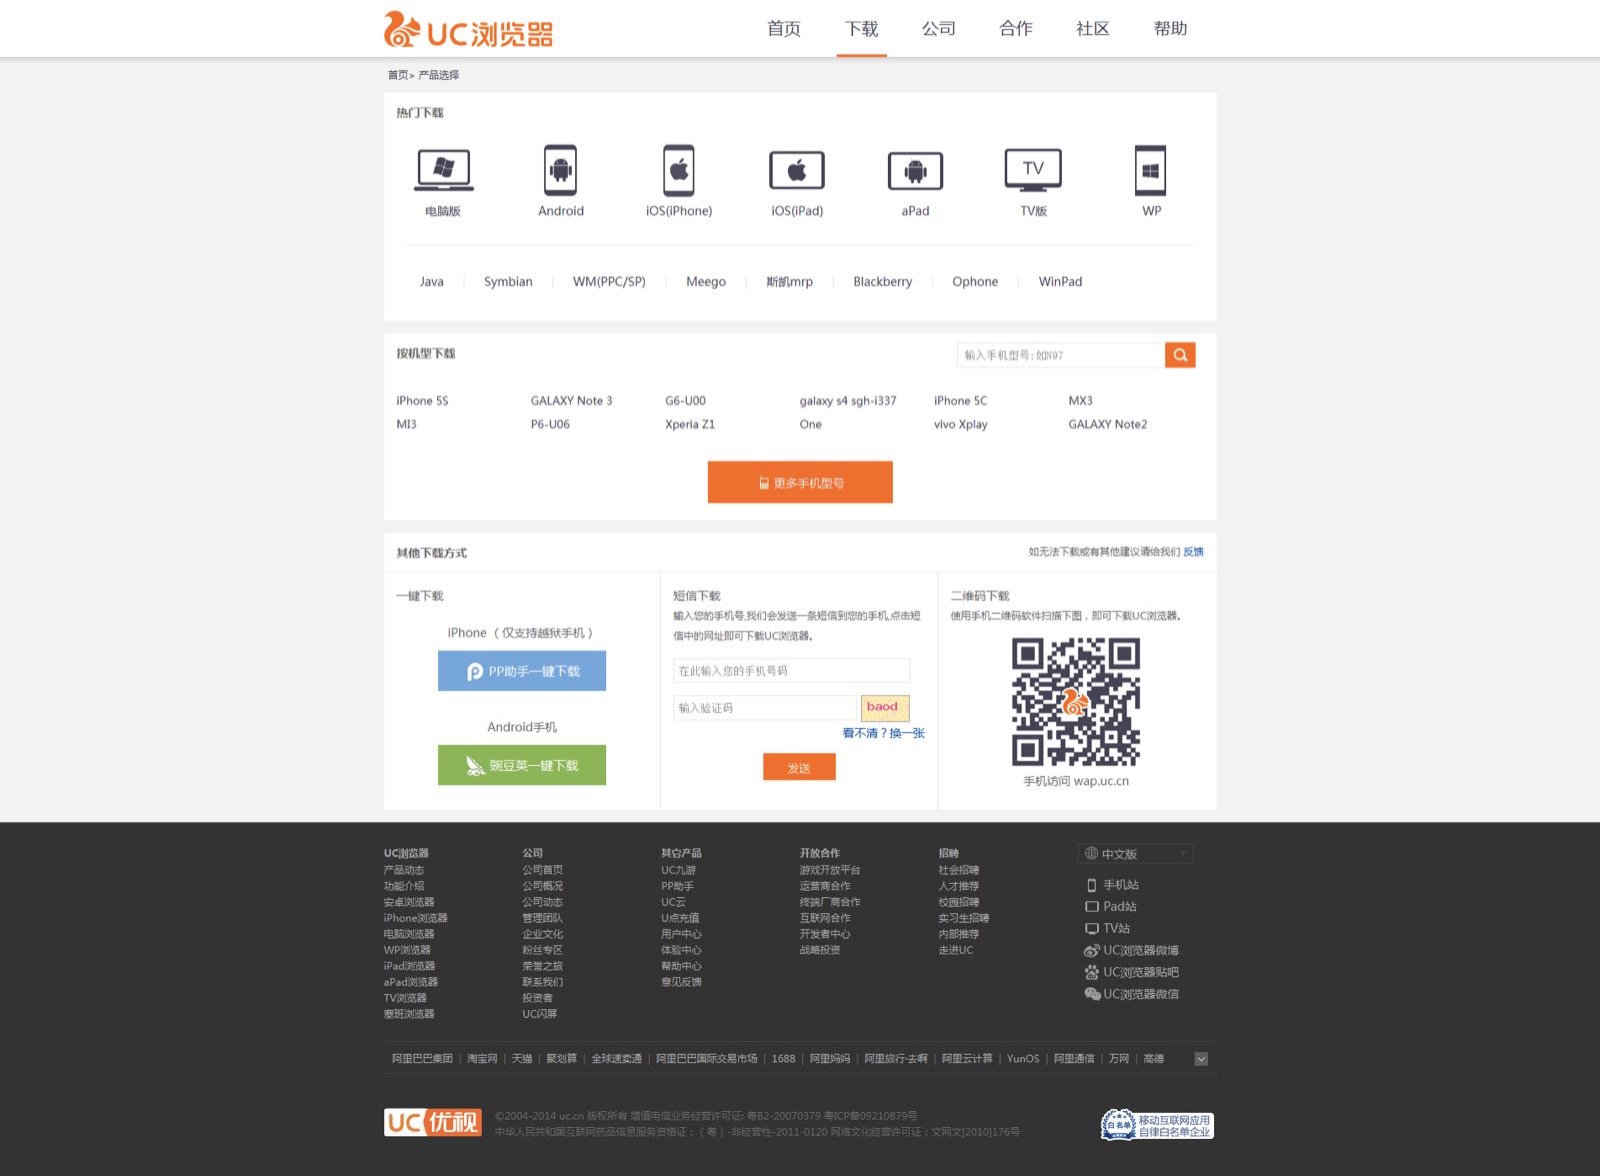 UC浏览器
首页 下载 公司 合作 社区 帮助
首页> 产品选择
热门下载
TV
电脑版 Android iOS(iPhone) iOS(iPad) aPad TV版 WP
Java Symbian WM(PPC/SP) Meego 斯凯mrp Blackberry Ophone WinPad
按机型下载
输入手机型号:如N97
iPhone 5S GALAXY Note 3 G6-U00 galaxy s4 sgh-i337 iPhone 5C MX3
MI3 P6-U06 Xperia Z1 One vivo Xplay GALAXY Note2
更多手机型号
其他下载方式
如无法下载或有其他建议请给我们 反馈
一键下载
iPhone（仅支持越狱手机）
PP助手一键下载
Android手机
豌豆荚一键下载
短信下载
输入您的手机号,我们会发送一条短信到您的手机,点击短
信中的网址即可下载UC浏览器。
在此输入您的手机号码
输入验证码
baod
看不清？换一张
发送
二维码下载
使用手机二维码软件扫描下图，即可下载UC浏览器。
手机访问 wap.uc.cn
UC浏览器
产品动态
功能介绍
安卓浏览器
iPhone浏览器
电脑浏览器
WP浏览器
iPad浏览器
aPad浏览器
TV浏览器
塞班浏览器
公司
公司首页
公司概况
公司动态
管理团队
企业文化
粉丝专区
荣誉之旅
联系我们
投资者
UC闪屏
其它产品
UC九游
PP助手
UC云
U点充值
用户中心
体验中心
帮助中心
意见反馈
开放合作
游戏开放平台
运营商合作
终端厂商合作
互联网合作
开发者中心
战略投资
招聘
社会招聘
人才推荐
校园招聘
实习生招聘
内部推荐
走进UC
中文版
手机站
Pad站
TV站
UC浏览器微博
UC浏览器贴吧
UC浏览器微信
阿里巴巴集团 | 淘宝网 | 天猫 | 聚划算 | 全球速卖通 | 阿里巴巴国际交易市场 | 1688 | 阿里妈妈 | 阿里旅行·去啊 | 阿里云计算 | YunOS | 阿里通信 | 万网 | 高德
UC优视
©2004-2014 uc.cn 版权所有 增值电信业务经营许可证: 粤B2-20070379 粤ICP备09210879号
中华人民共和国互联网药品信息服务资格证：（粤）-非经营性-2011-0120 网络文化经营许可证：文网文[2010]176号
白名单
移动互联网应用
自律白名单企业